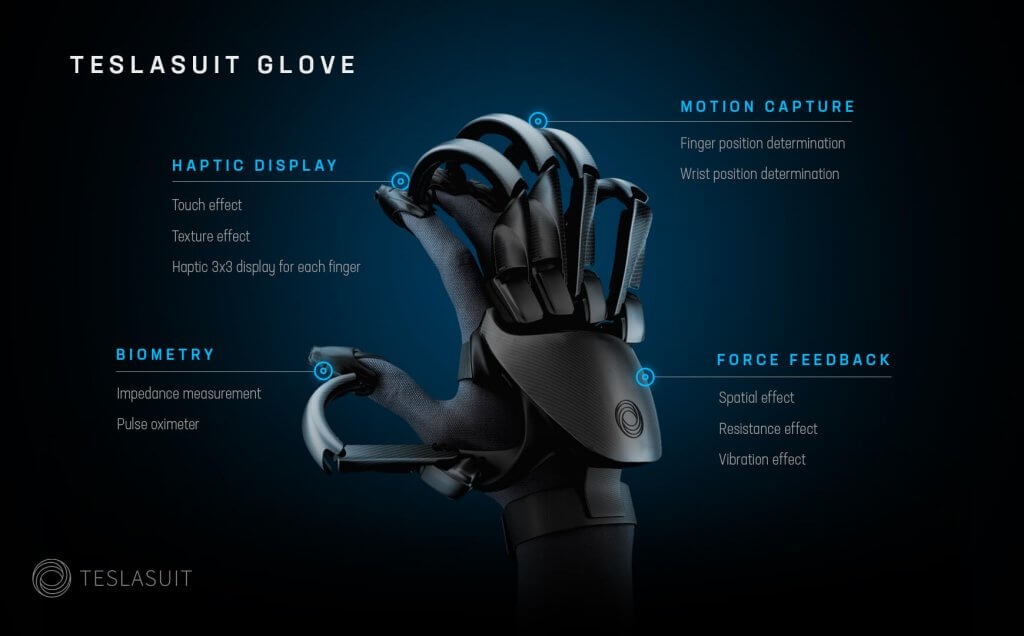 TESLASUIT GLOVE
HAPTIC DISPLAY
Touch effect
Texture effect
Haptic 3x3 display for each finger
MOTION CAPTURE
Finger position determination
Wrist position determination
BIOMETRY
Impedance measurement
Pulse oximeter
FORCE FEEDBACK
Spatial effect
Resistance effect
Vibration effect
TESLASUIT